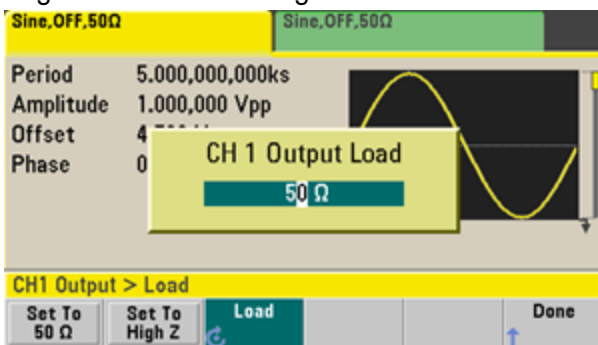 Sine,OFF,50Ω
Sine,OFF,50Ω
Period 5.000,000,000ks
Amplitude 1.000,000 Vpp
Offset
Phase 0
CH 1 Output Load
50 Ω
CH1 Output > Load
Set To 50 Ω
Set To High Z
Load
Done